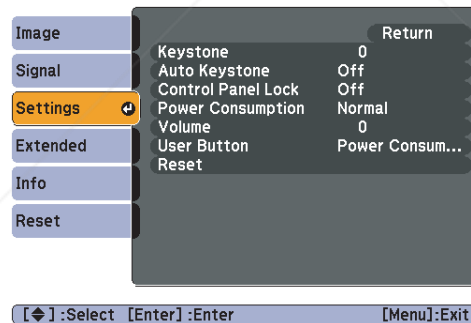 Image
Signal
Settings
Extended
Info
Reset
Return
Keystone 0
Auto Keystone Off
Control Panel Lock Off
Power Consumption Normal
Volume 0
User Button Power Consum...
Reset
[◆]:Select [Enter]:Enter [Menu]:Exit